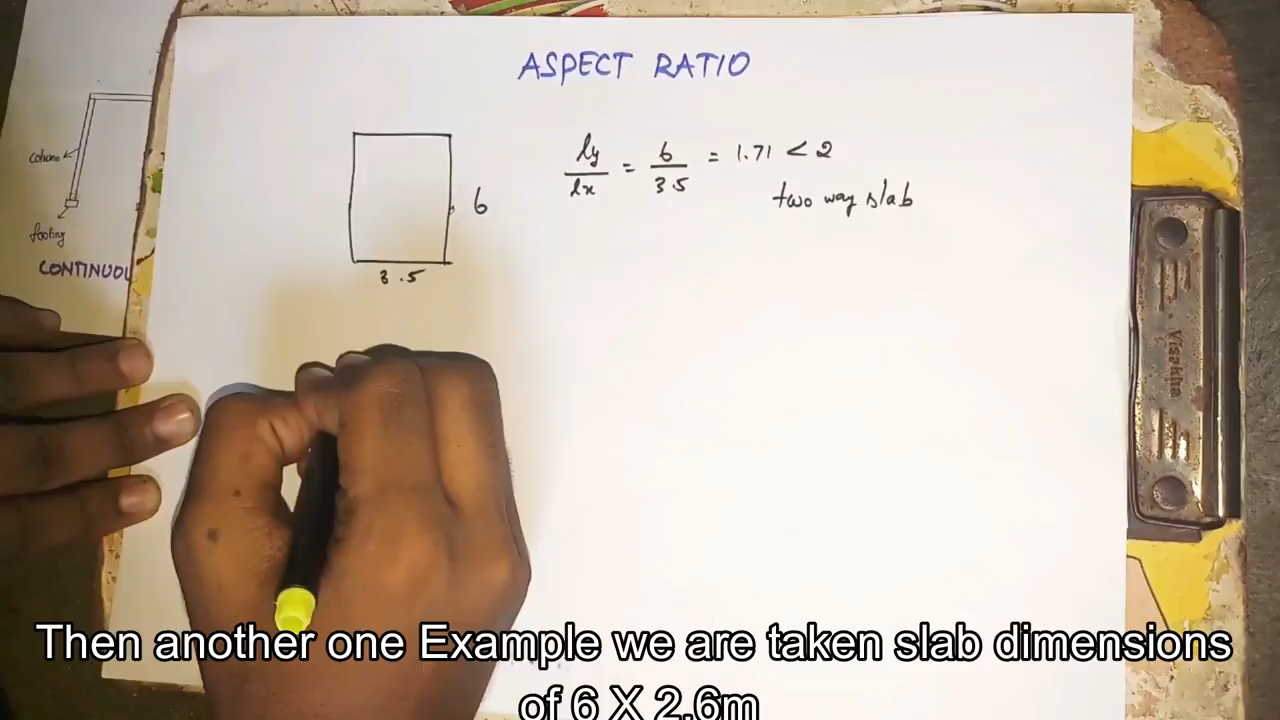 ASPECT RATIO
ly/lx = 6/3.5 = 1.71 < 2
two way slab
6
3.5
column
footing
CONTINUOU
Visakha
Then another one Example we are taken slab dimensions
of 6 X 2.6m